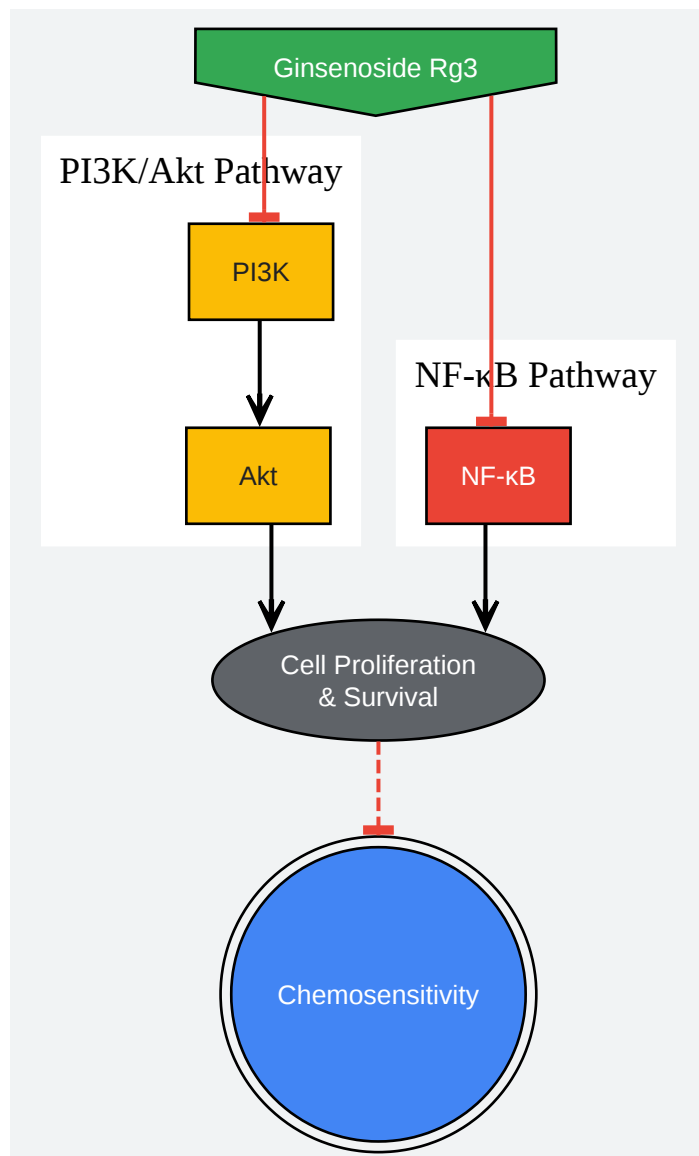 Ginsenoside Rg3
PI3K/Akt Pathway
PI3K
NF-κB Pathway
Akt
NF-κB
Cell Proliferation
& Survival
Chemosensitivity